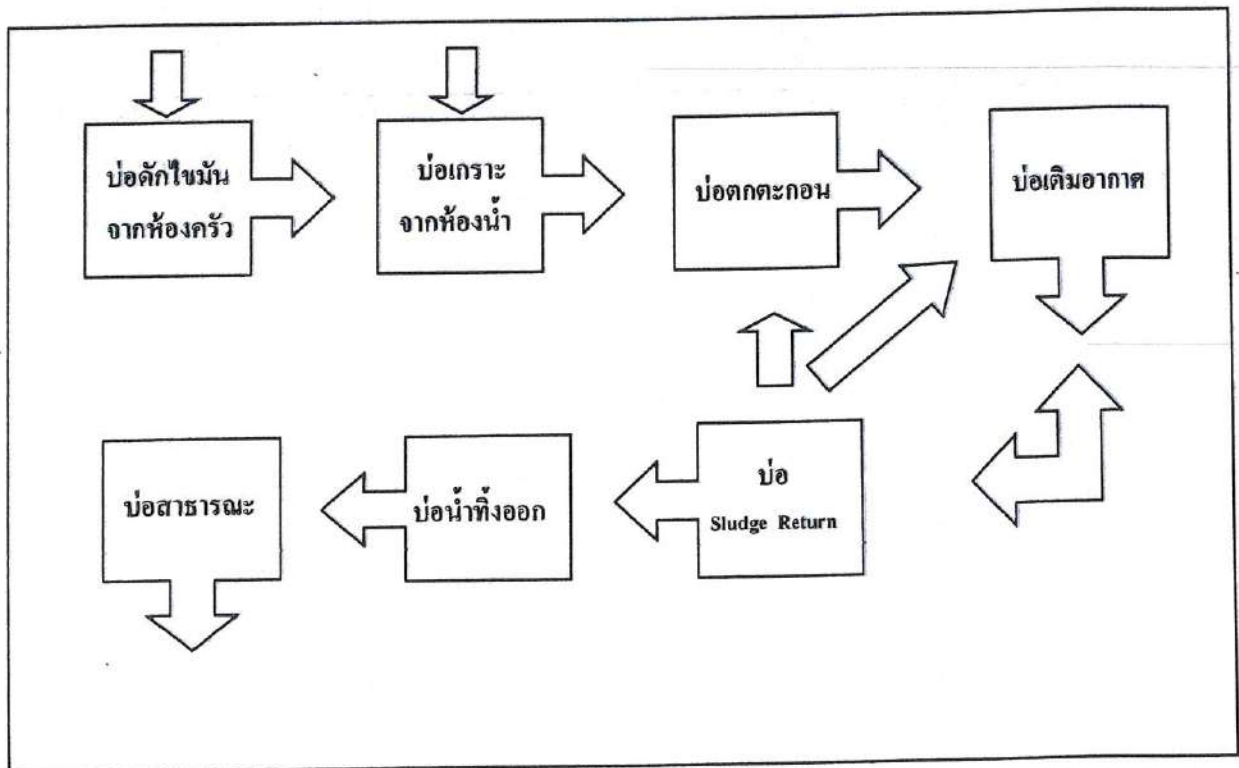 บ่อดักไขมัน
จากห้องครัว
บ่อเกราะ
จากห้องน้ำ
บ่อตกตะกอน
บ่อเติมอากาศ
บ่อสาธารณะ
บ่อน้ำทิ้งออก
บ่อ
Sludge Return